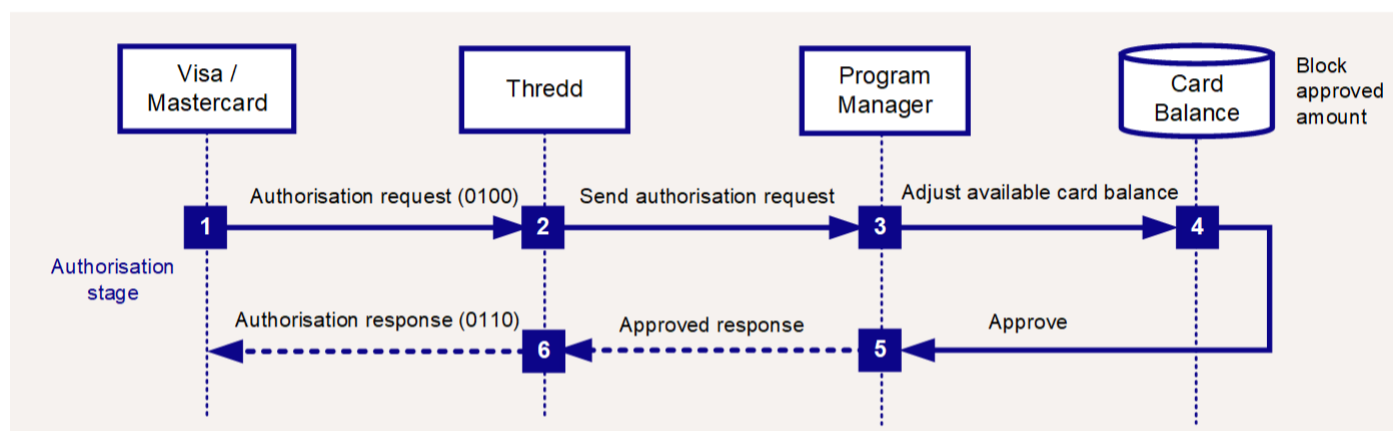 Visa /
Mastercard
Thredd
Program
Manager
Card
Balance
Block
approved
amount
Authorisation request (0100)
Send authorisation request
Adjust available card balance
1
2
3
4
Authorisation
stage
Authorisation response (0110)
Approved response
Approve
6
5